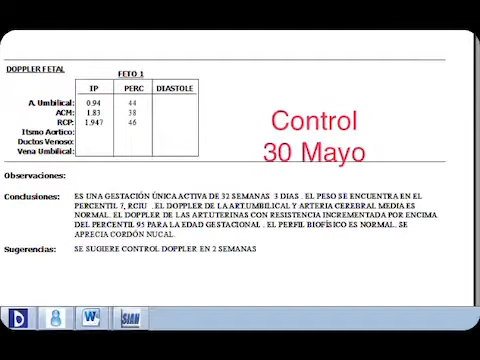 DOPPLER FETAL
FETO 1
IP PERC DIASTOLE
A. Umbilical: 0.94 44
ACM: 1.83 38
RCP: 1.947 46
Itsmo Aortico:
Ductos Venoso:
Vena Umbilical:
Control
30 Mayo
Observaciones:
Conclusiones: ES UNA GESTACIÓN ÚNICA ACTIVA DE 32 SEMANAS 3 DIAS . EL PESO SE ENCUENTRA EN EL
PERCENTIL 7, RCIU . EL DOPPLER DE LA ARTUMBILICAL Y ARTERIA CEREBRAL MEDIA ES
NORMAL. EL DOPPLER DE LAS ARTUTERINAS CON RESISTENCIA INCREMENTADA POR ENCIMA
DEL PERCENTIL 95 PARA LA EDAD GESTACIONAL . EL PERFIL BIOFÍSICO ES NORMAL. SE
APRECIA CORDÓN NUCAL.
Sugerencias: SE SUGIERE CONTROL DOPPLER EN 2 SEMANAS
SIAH